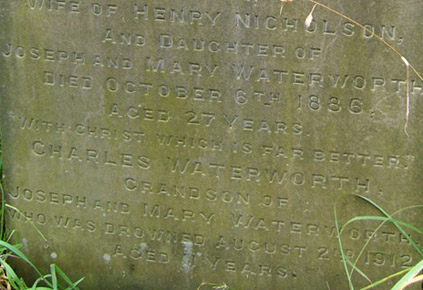 WIFE OF HENRY NICHOLSON,
AND DAUGHTER OF
JOSEPH AND MARY WATERWORTH
DIED OCTOBER 6TH 1886,
AGED 27 YEARS.
"WITH CHRIST WHICH IS FAR BETTER."
CHARLES WATERWORTH,
GRANDSON OF
JOSEPH AND MARY WATERWORTH
WHO WAS DROWNED AUGUST 1912
AGED YEARS.